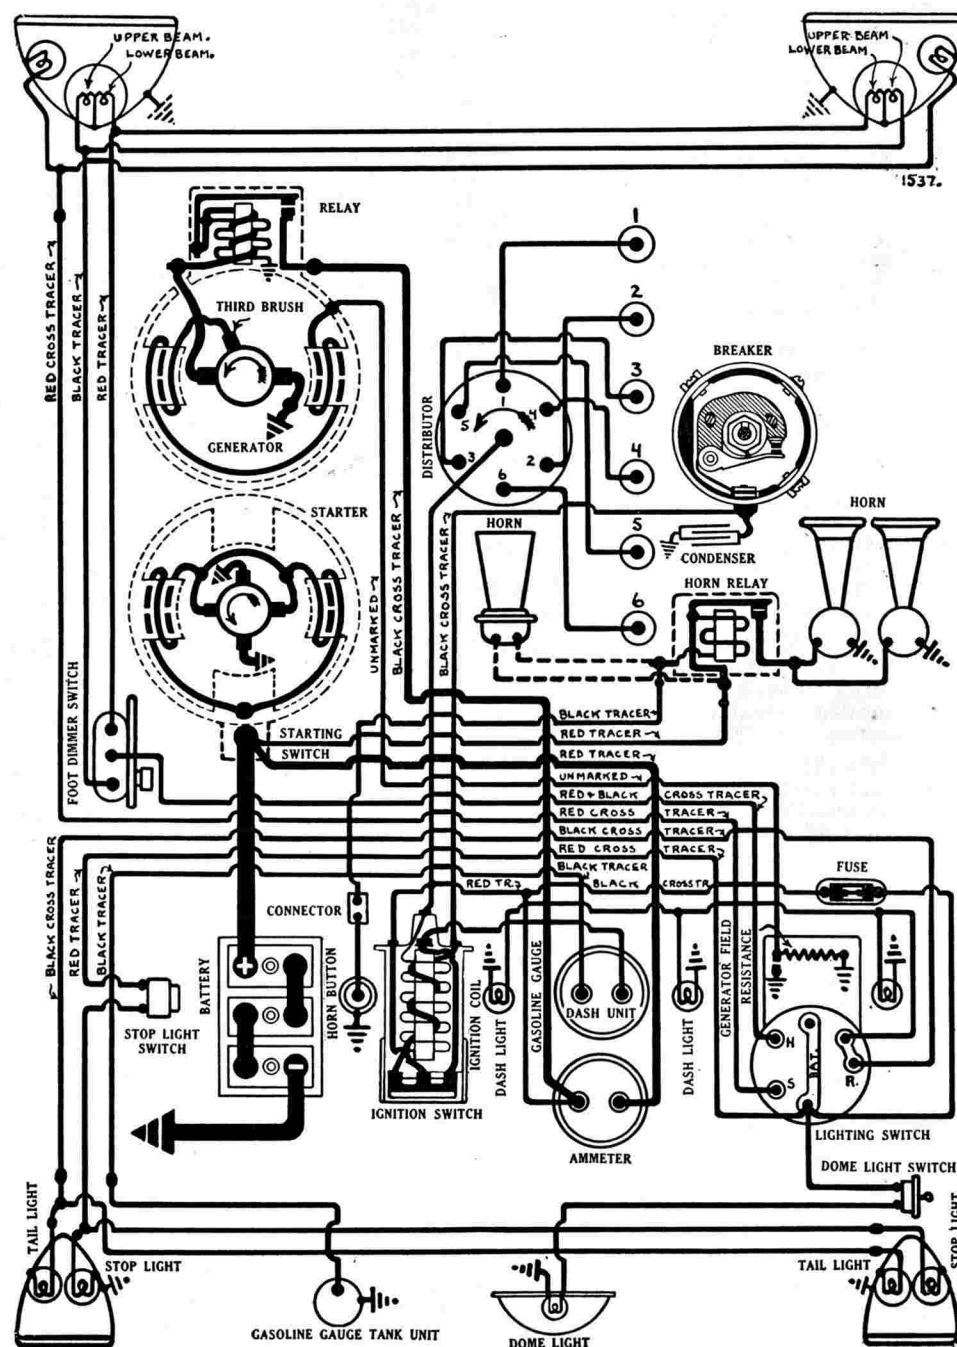 UPPER BEAM.
LOWER BEAM.
UPPER BEAM
LOWER BEAM
1537.
RELAY
1
2
3
4
5
6
RED CROSS TRACER
BLACK TRACER
RED TRACER
THIRD BRUSH
GENERATOR
DISTRIBUTOR
1
4
2
6
3
5
BREAKER
STARTER
UNMARKED
BLACK CROSS TRACER
BLACK CROSS TRACER
HORN
CONDENSER
HORN
HORN RELAY
FOOT DIMMER SWITCH
STARTING
SWITCH
BLACK TRACER
RED TRACER
RED TRACER
UNMARKED
RED & BLACK CROSS TRACER
RED CROSS TRACER
BLACK CROSS TRACER
RED CROSS TRACER
BLACK TRACER
RED TR.
BLACK CROSS TR.
FUSE
BLACK CROSS TRACER
RED TRACER
BLACK TRACER
CONNECTOR
STOP LIGHT
SWITCH
BATTERY
HORN BUTTON
IGNITION COIL
IGNITION SWITCH
DASH LIGHT
GASOLINE GAUGE
DASH UNIT
DASH LIGHT
GENERATOR FIELD
RESISTANCE
H
BAT.
S
R.
AMMETER
LIGHTING SWITCH
DOME LIGHT SWITCH
TAIL LIGHT
STOP LIGHT
TAIL LIGHT
STOP LIGHT
GASOLINE GAUGE TANK UNIT
DOME LIGHT